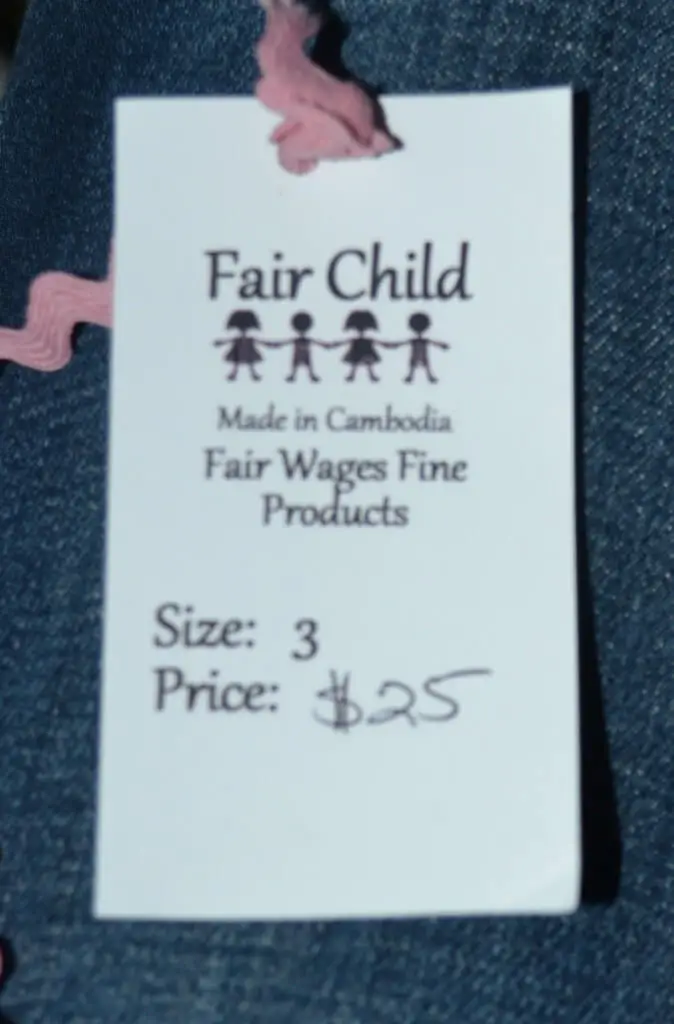 Fair Child
Made in Cambodia
Fair Wages Fine
Products
Size: 3
Price: $25